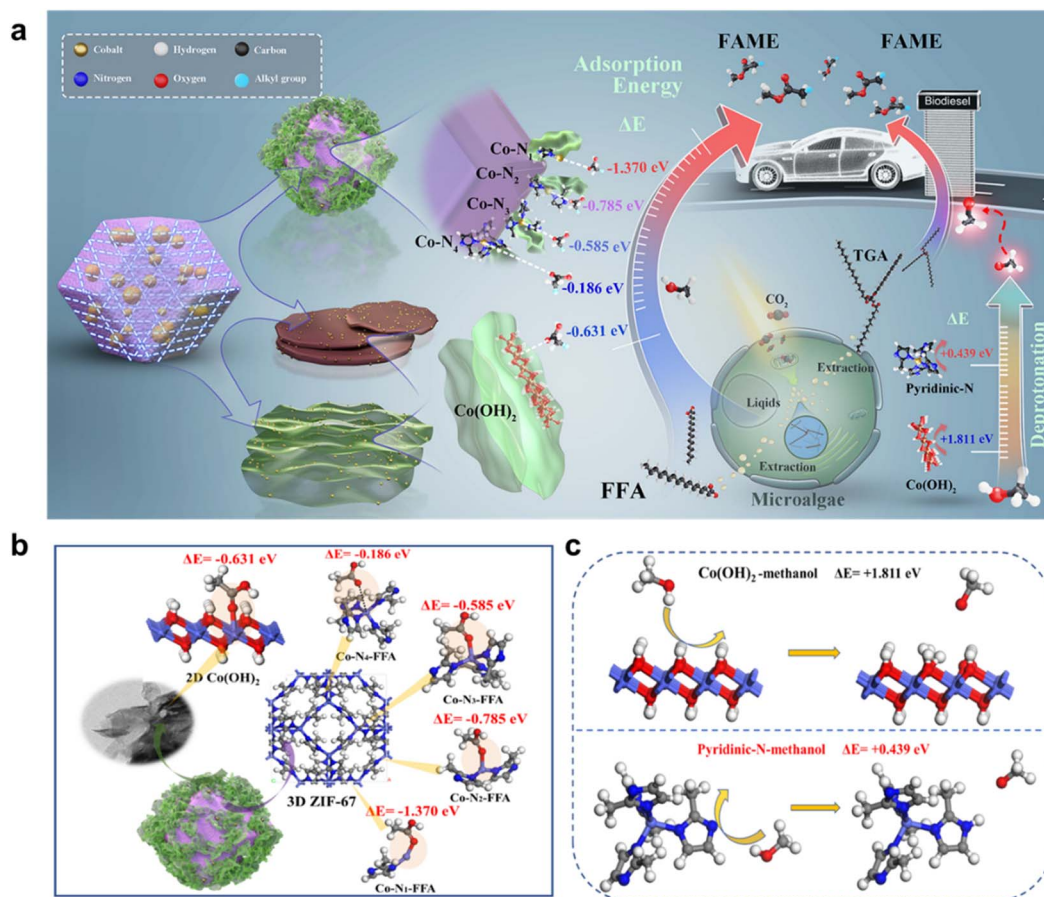 a
Cobalt
Hydrogen
Carbon
Nitrogen
Oxygen
Alkyl group
Adsorption
Energy
ΔE
FAME
FAME
Biodiesel
Co-N₁
-1.370 eV
Co-N₂
-0.785 eV
Co-N₃
-0.585 eV
Co-N₄
-0.186 eV
-0.631 eV
Co(OH)₂
TGA
CO₂
Extraction
Liqids
Extraction
Microalgae
FFA
ΔE
+0.439 eV
Pyridinic-N
+1.811 eV
Co(OH)₂
Deprotonation
b
ΔE= -0.631 eV
ΔE= -0.186 eV
ΔE= -0.585 eV
2D Co(OH)₂
Co-N₄-FFA
Co-N₃-FFA
ΔE= -0.785 eV
Co-N₂-FFA
3D ZIF-67
ΔE= -1.370 eV
Co-N₁-FFA
c
Co(OH)₂-methanol ΔE= +1.811 eV
Pyridinic-N-methanol ΔE= +0.439 eV